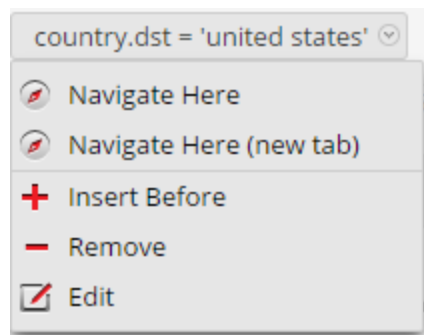 country.dst = 'united states'
Navigate Here
Navigate Here (new tab)
Insert Before
Remove
Edit